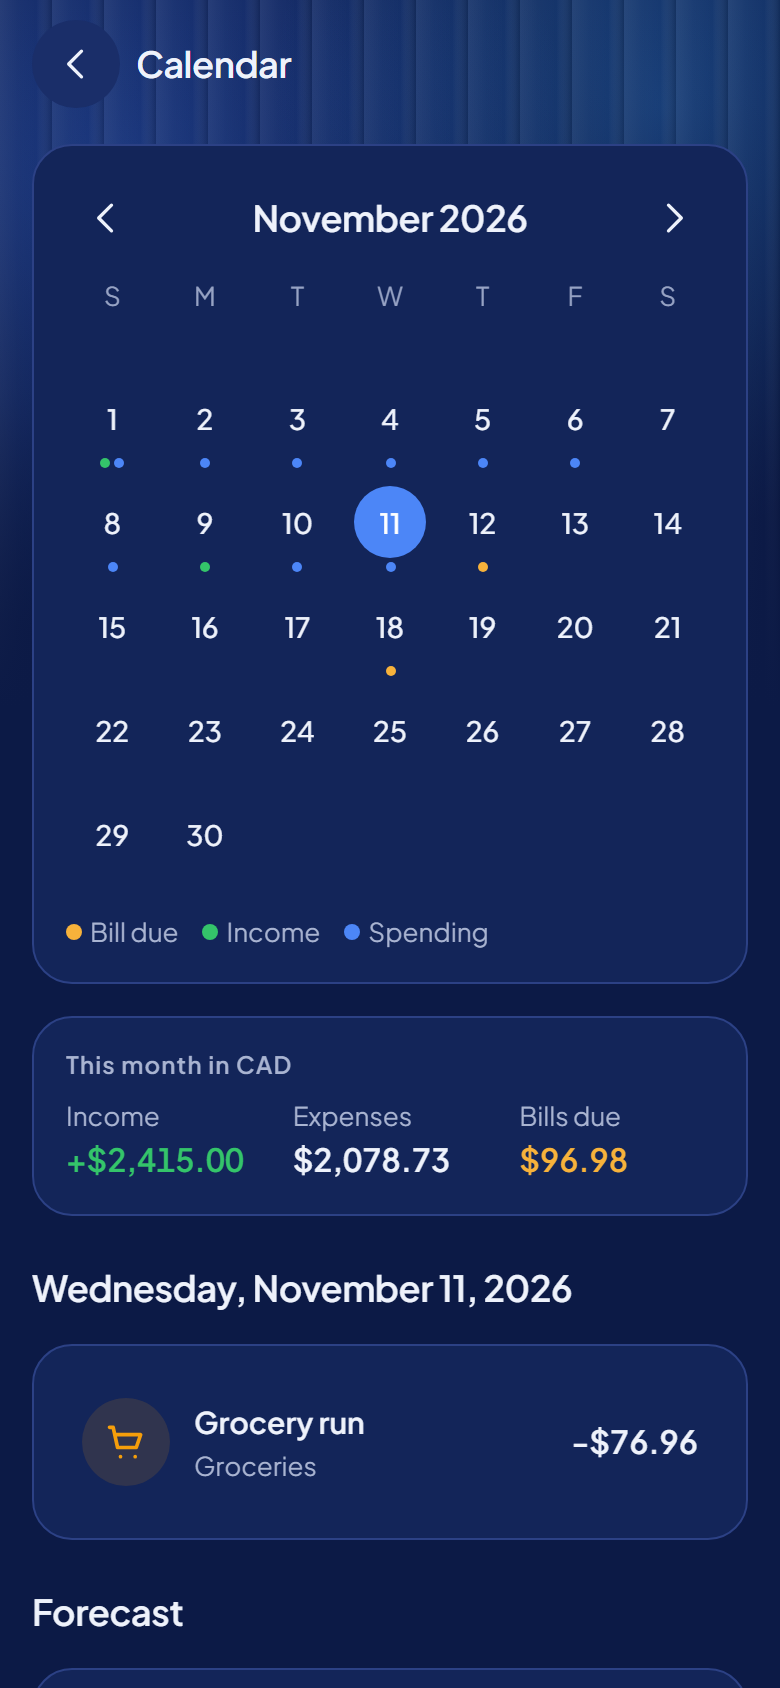 Calendar
November 2026
S M T W T F S
1 2 3 4 5 6 7
8 9 10 11 12 13 14
15 16 17 18 19 20 21
22 23 24 25 26 27 28
29 30
Bill due Income Spending
This month in CAD
Income Expenses Bills due
+$2,415.00 $2,078.73 $96.98
Wednesday, November 11, 2026
Grocery run
Groceries
-$76.96
Forecast